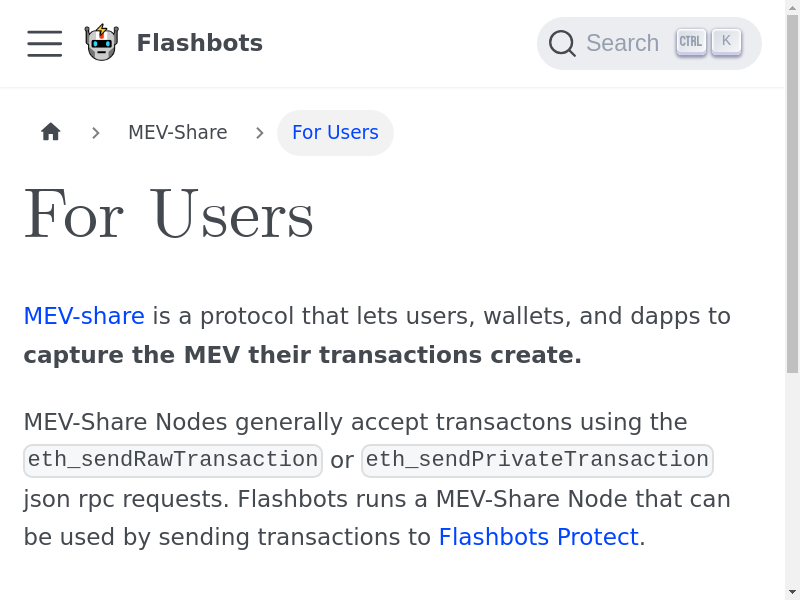 Flashbots
Search CTRL K
MEV-Share
For Users
For Users
MEV-share is a protocol that lets users, wallets, and dapps to
capture the MEV their transactions create.
MEV-Share Nodes generally accept transactons using the
eth_sendRawTransaction or eth_sendPrivateTransaction
json rpc requests. Flashbots runs a MEV-Share Node that can
be used by sending transactions to Flashbots Protect.